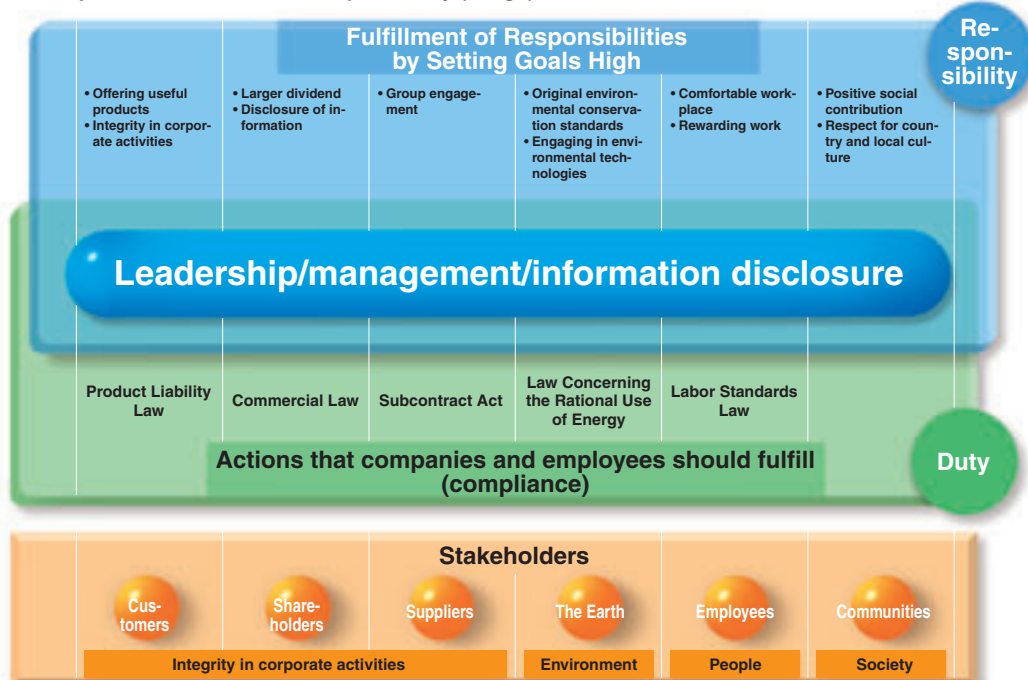 Fulfillment of Responsibilities
by Setting Goals High
Re-
spon-
sibility
• Offering useful
products
• Integrity in corpor-
ate activities
• Larger dividend
• Disclosure of in-
formation
• Group engage-
ment
• Original environ-
mental conserva-
tion standards
• Engaging in envi-
ronmental tech-
nologies
• Comfortable work-
place
• Rewarding work
• Positive social
contribution
• Respect for coun-
try and local cul-
ture
Leadership/management/information disclosure
Product Liability
Law
Commercial Law
Subcontract Act
Law Concerning
the Rational Use
of Energy
Labor Standards
Law
Actions that companies and employees should fulfill
(compliance)
Duty
Stakeholders
Cus-
tomers
Share-
holders
Suppliers
The Earth
Employees
Communities
Integrity in corporate activities
Environment
People
Society